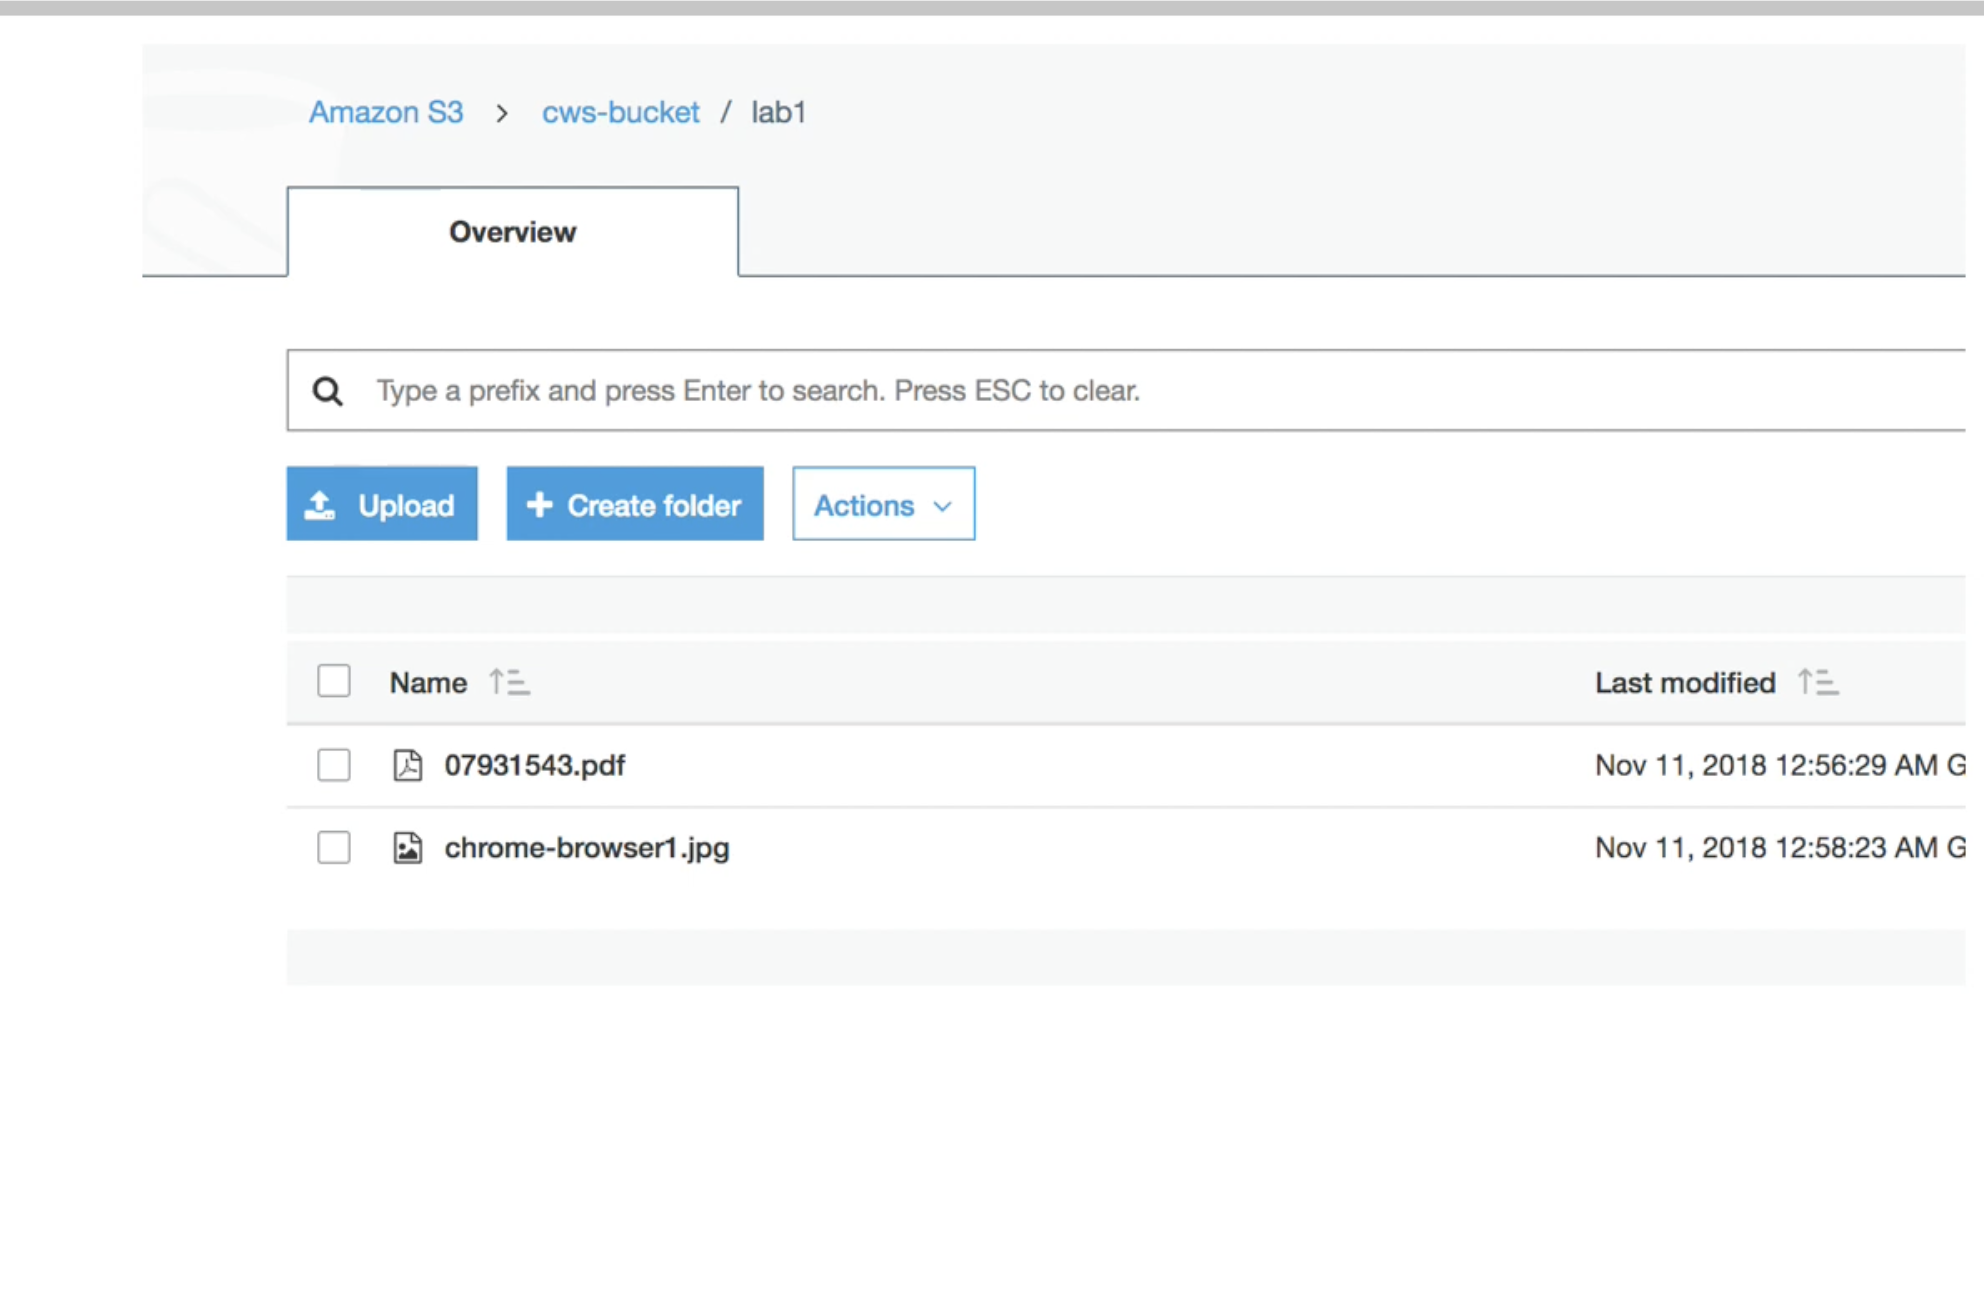 Amazon S3 > cws-bucket / lab1
Overview
Type a prefix and press Enter to search. Press ESC to clear.
Upload + Create folder Actions
Name Last modified
07931543.pdf Nov 11, 2018 12:56:29 AM G
chrome-browser1.jpg Nov 11, 2018 12:58:23 AM G